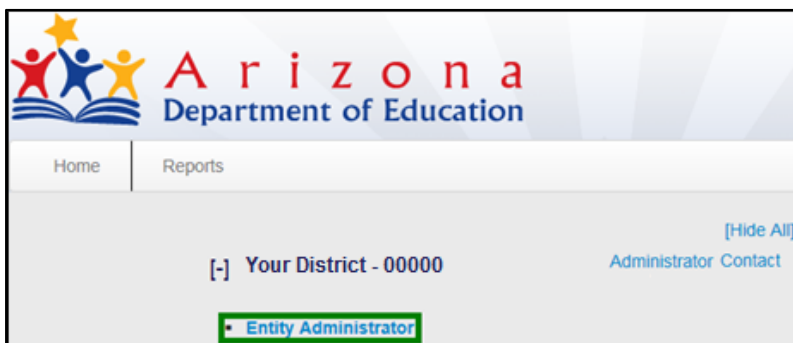 Arizona
Department of Education
Home Reports
[Hide All]
[-] Your District - 00000 Administrator Contact
▪ Entity Administrator